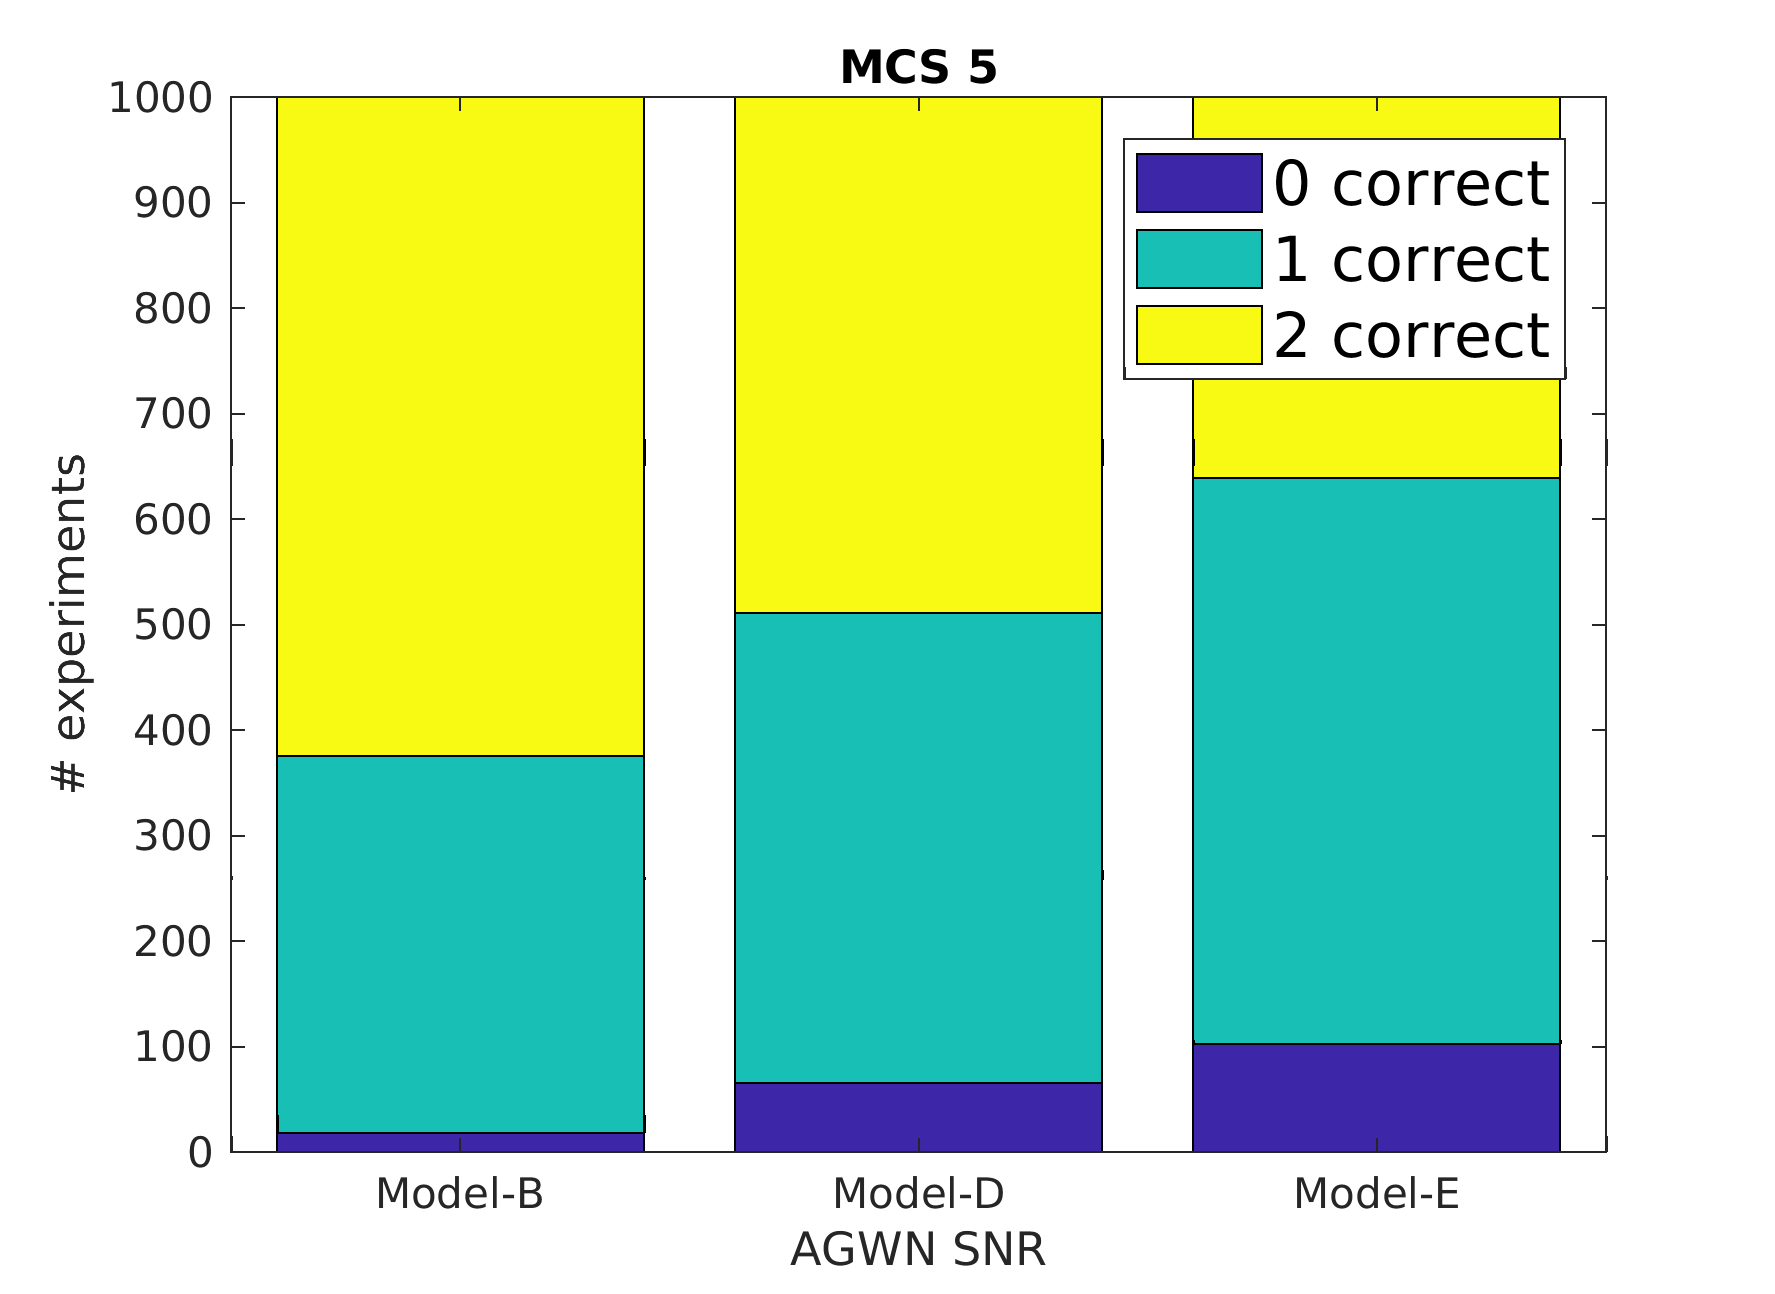 MCS 5
1000
900
800
700
600
500
400
300
200
100
0
# experiments
0 correct
1 correct
2 correct
Model-B
Model-D
Model-E
AGWN SNR